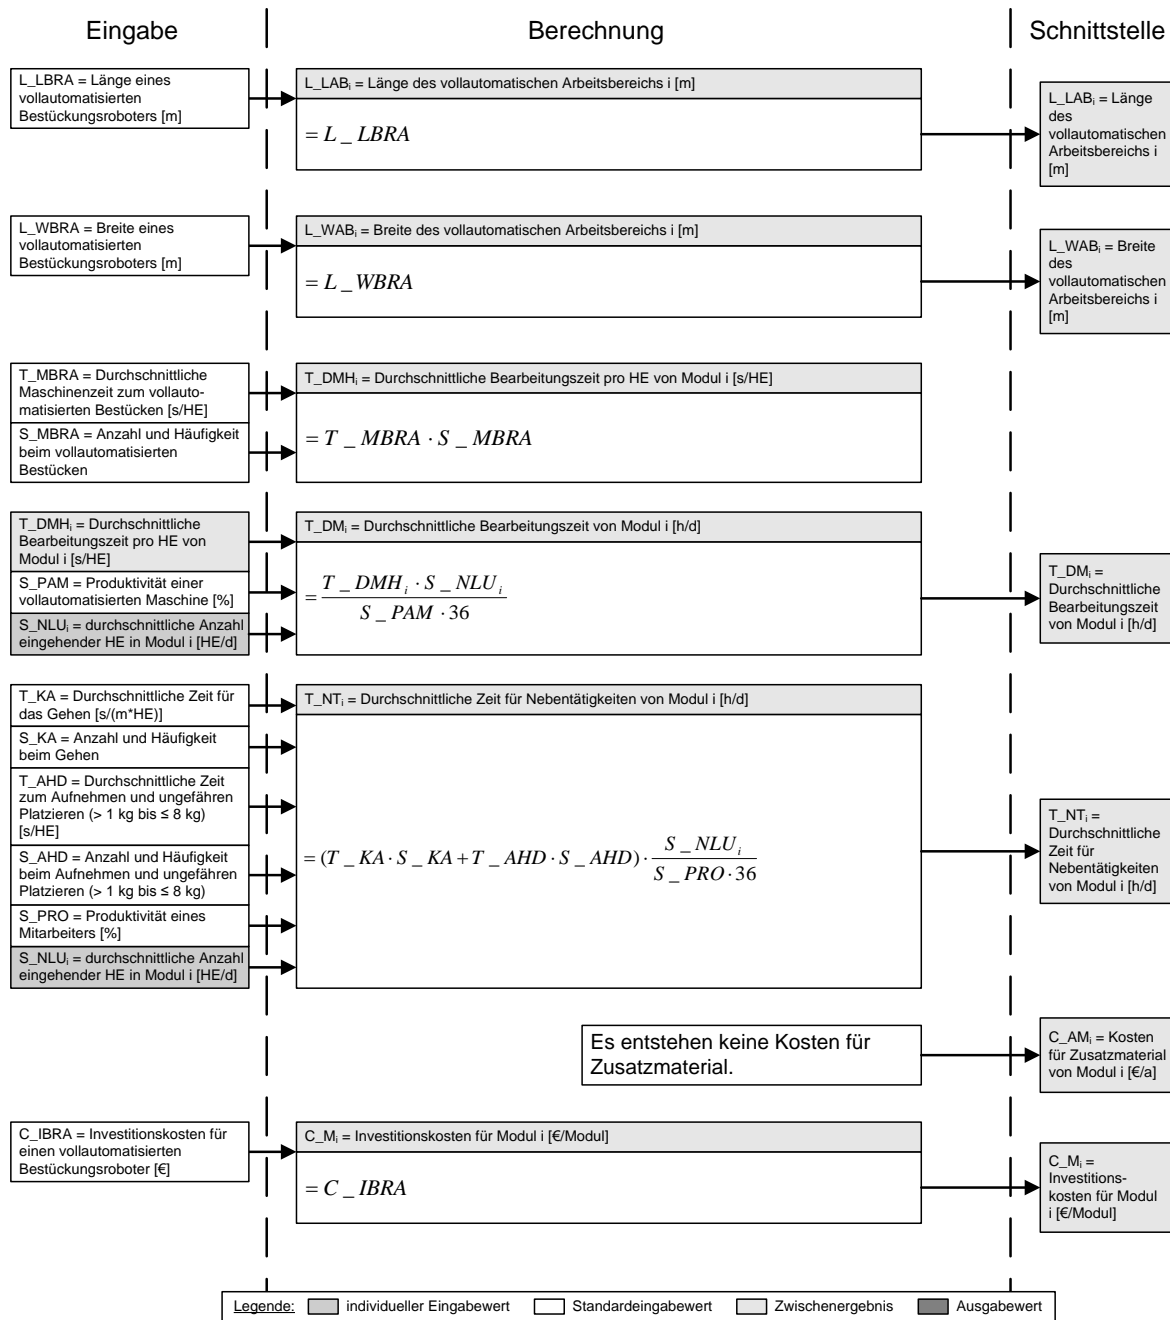 Eingabe
Berechnung
Schnittstelle
L_LBRA = Länge eines
vollautomatisierten
Bestückungsroboters [m]
L_LABᵢ = Länge des vollautomatischen Arbeitsbereichs i [m]
= L _ LBRA
L_LABᵢ = Länge
des
vollautomatischen
Arbeitsbereichs i
[m]
L_WBRA = Breite eines
vollautomatisierten
Bestückungsroboters [m]
L_WABᵢ = Breite des vollautomatischen Arbeitsbereichs i [m]
= L _ WBRA
L_WABᵢ = Breite
des
vollautomatischen
Arbeitsbereichs i
[m]
T_MBRA = Durchschnittliche
Maschinenzeit zum vollauto-
matisierten Bestücken [s/HE]
S_MBRA = Anzahl und Häufigkeit
beim vollautomatisierten
Bestücken
T_DMHᵢ = Durchschnittliche Bearbeitungszeit pro HE von Modul i [s/HE]
= T _ MBRA · S _ MBRA
T_DMHᵢ = Durchschnittliche
Bearbeitungszeit pro HE von
Modul i [s/HE]
S_PAM = Produktivität einer
vollautomatisierten Maschine [%]
S_NLUᵢ = durchschnittliche Anzahl
eingehender HE in Modul i [HE/d]
T_DMᵢ = Durchschnittliche Bearbeitungszeit von Modul i [h/d]
T _ DMH ᵢ · S _ NLU ᵢ
=
S _ PAM · 36
T_DMᵢ =
Durchschnittliche
Bearbeitungszeit
von Modul i [h/d]
T_KA = Durchschnittliche Zeit für
das Gehen [s/(m*HE)]
S_KA = Anzahl und Häufigkeit
beim Gehen
T_AHD = Durchschnittliche Zeit
zum Aufnehmen und ungefähren
Platzieren (> 1 kg bis ≤ 8 kg)
[s/HE]
S_AHD = Anzahl und Häufigkeit
beim Aufnehmen und ungefähren
Platzieren (> 1 kg bis ≤ 8 kg)
S_PRO = Produktivität eines
Mitarbeiters [%]
S_NLUᵢ = durchschnittliche Anzahl
eingehender HE in Modul i [HE/d]
T_NTᵢ = Durchschnittliche Zeit für Nebentätigkeiten von Modul i [h/d]
S _ NLU ᵢ
= (T _ KA · S _ KA + T _ AHD · S _ AHD) ·
S _ PRO · 36
T_NTᵢ =
Durchschnittliche
Zeit für
Nebentätigkeiten
von Modul i [h/d]
Es entstehen keine Kosten für
Zusatzmaterial.
C_AMᵢ = Kosten
für Zusatzmaterial
von Modul i [€/a]
C_IBRA = Investitionskosten für
einen vollautomatisierten
Bestückungsroboter [€]
C_Mᵢ = Investitionskosten für Modul i [€/Modul]
= C _ IBRA
C_Mᵢ =
Investitions-
kosten für Modul
i [€/Modul]
Legende: individueller Eingabewert Standardeingabewert Zwischenergebnis Ausgabewert